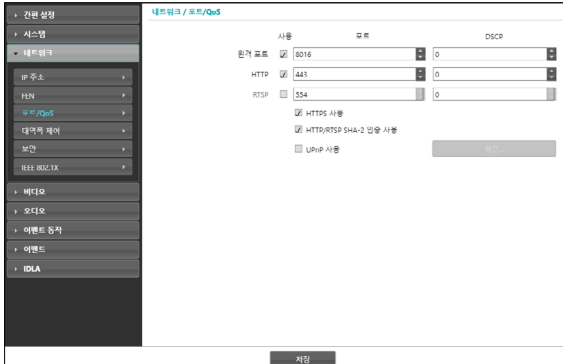 간편 설정
시스템
네트워크
IP 주소
FEN
포트/QoS
대역폭 제어
보안
IEEE 802.1X
비디오
오디오
이벤트 동작
이벤트
IDLA
네트워크 / 포트/QoS
사용 포트 DSCP
원격 포트 8016 0
HTTP 443 0
RTSP 554 0
HTTPS 사용
HTTP/RTSP SHA-2 인증 사용
UPnP 사용 확인...
저장